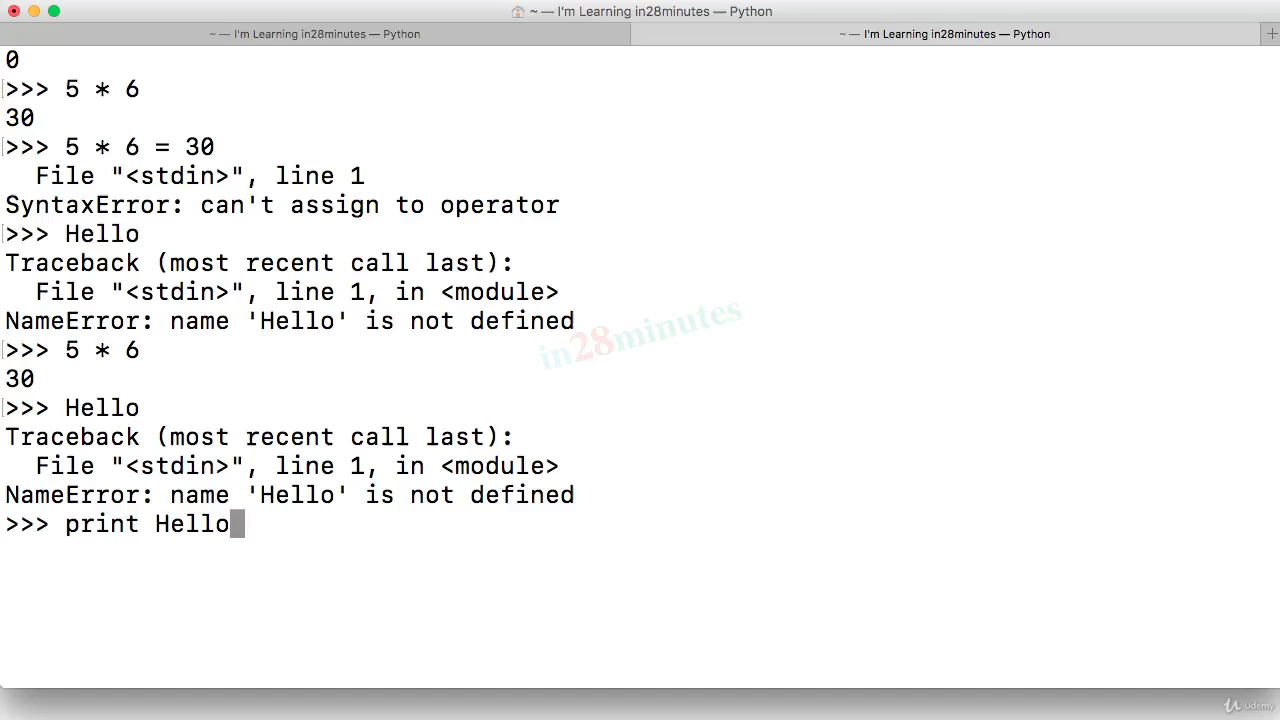 ~ — I'm Learning in28minutes — Python
~ — I'm Learning in28minutes — Python
~ — I'm Learning in28minutes — Python
0
>>> 5 * 6
30
>>> 5 * 6 = 30
  File "<stdin>", line 1
SyntaxError: can't assign to operator
>>> Hello
Traceback (most recent call last):
  File "<stdin>", line 1, in <module>
NameError: name 'Hello' is not defined
>>> 5 * 6
30
>>> Hello
Traceback (most recent call last):
  File "<stdin>", line 1, in <module>
NameError: name 'Hello' is not defined
>>> print Hello
in28minutes
Udemy